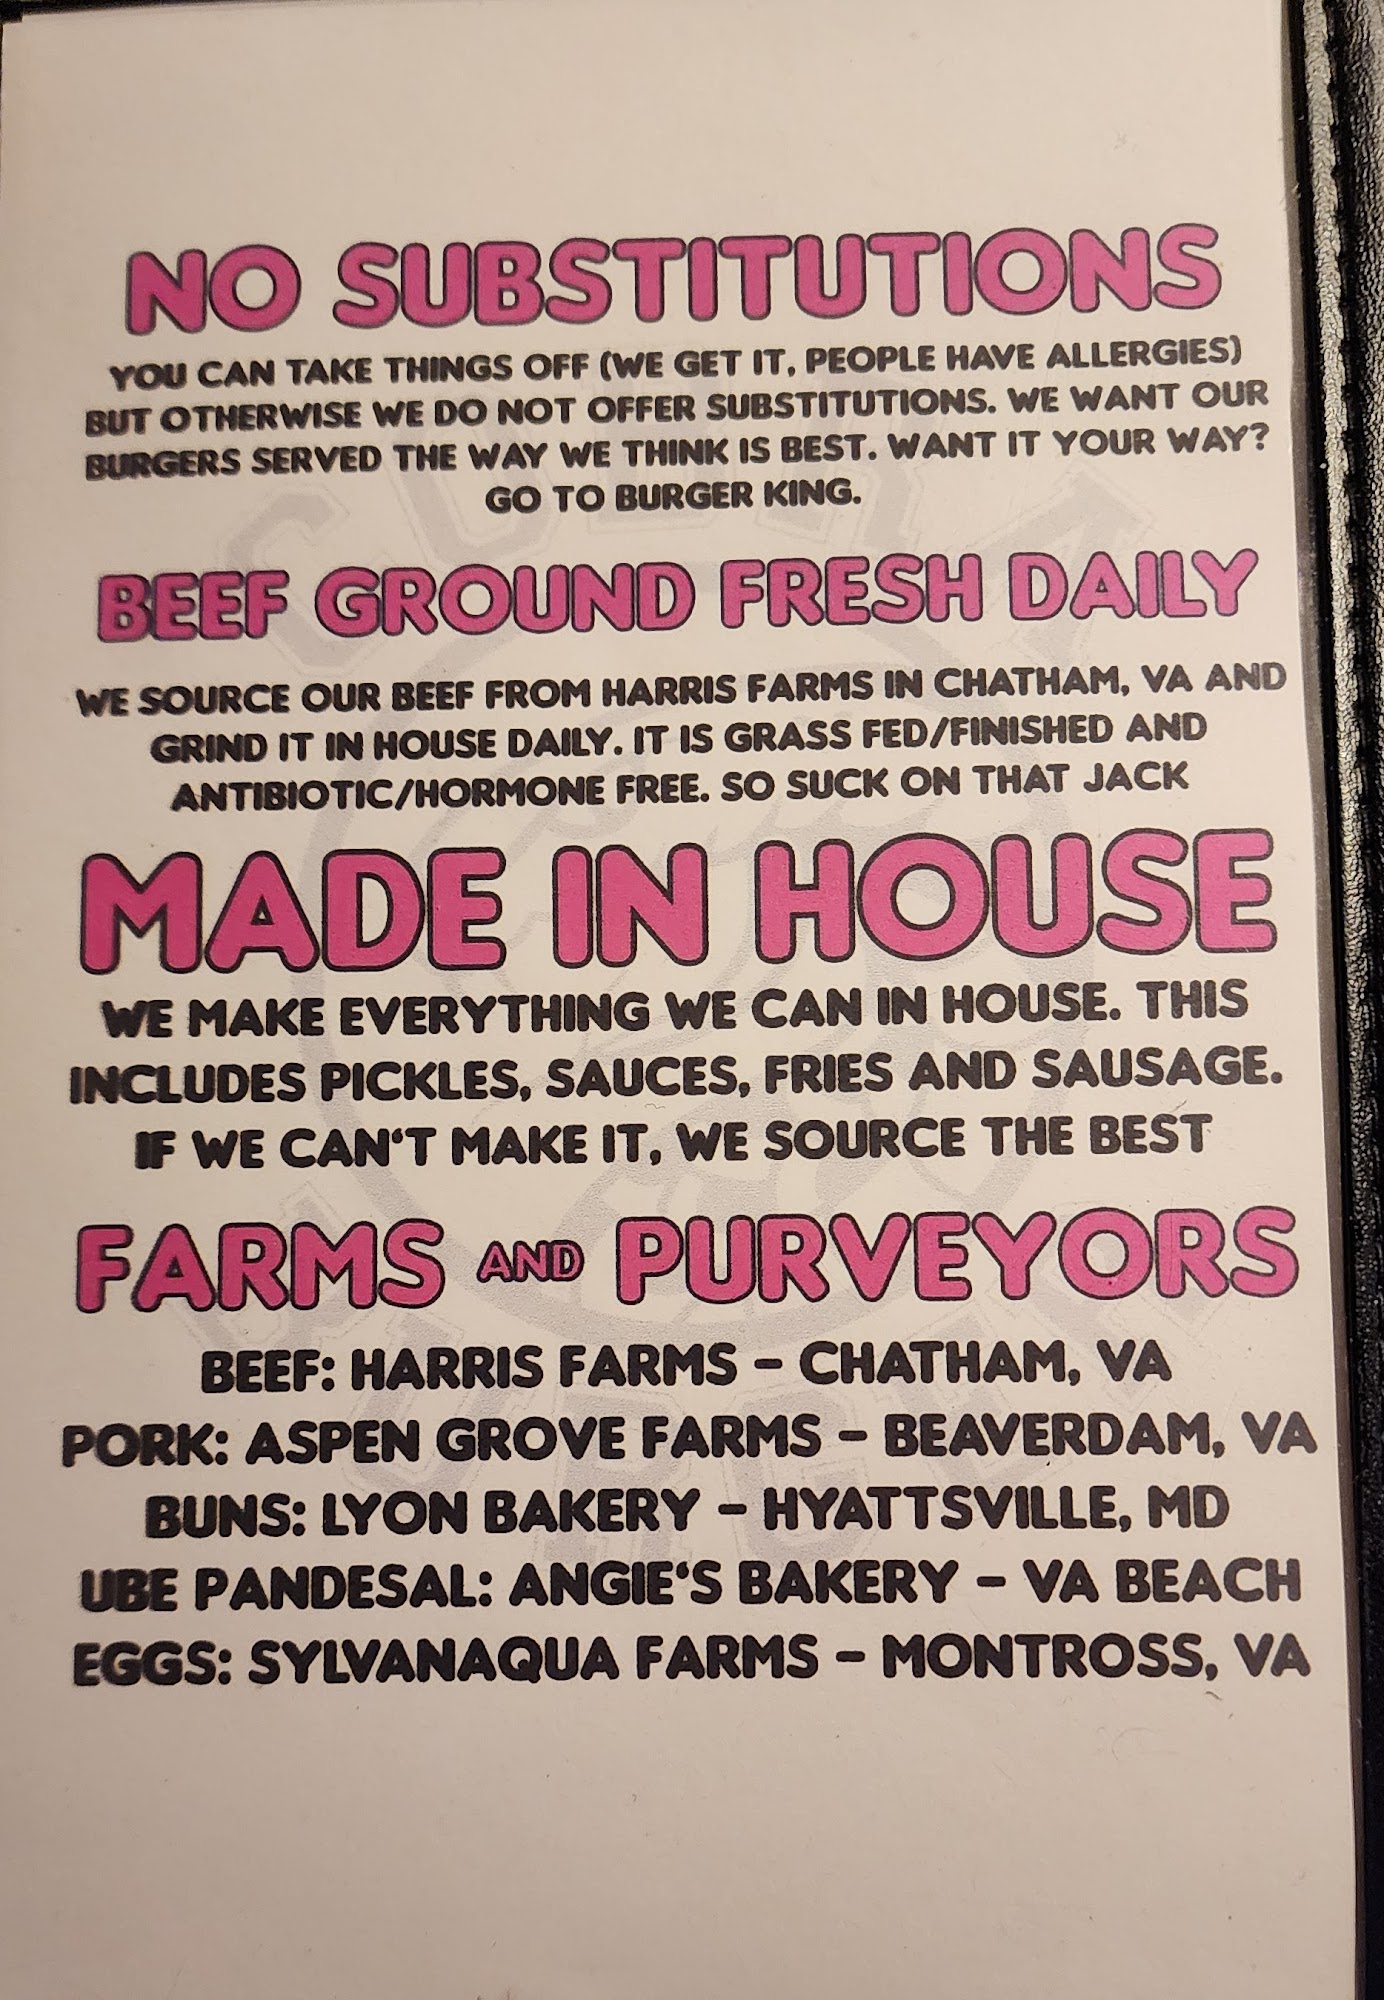 NO SUBSTITUTIONS
YOU CAN TAKE THINGS OFF (WE GET IT, PEOPLE HAVE ALLERGIES)
BUT OTHERWISE WE DO NOT OFFER SUBSTITUTIONS. WE WANT OUR
BURGERS SERVED THE WAY WE THINK IS BEST. WANT IT YOUR WAY?
GO TO BURGER KING.
BEEF GROUND FRESH DAILY
WE SOURCE OUR BEEF FROM HARRIS FARMS IN CHATHAM, VA AND
GRIND IT IN HOUSE DAILY. IT IS GRASS FED/FINISHED AND
ANTIBIOTIC/HORMONE FREE. SO SUCK ON THAT JACK
MADE IN HOUSE
WE MAKE EVERYTHING WE CAN IN HOUSE. THIS
INCLUDES PICKLES, SAUCES, FRIES AND SAUSAGE.
IF WE CAN'T MAKE IT, WE SOURCE THE BEST
FARMS AND PURVEYORS
BEEF: HARRIS FARMS - CHATHAM, VA
PORK: ASPEN GROVE FARMS - BEAVERDAM, VA
BUNS: LYON BAKERY - HYATTSVILLE, MD
UBE PANDESAL: ANGIE'S BAKERY - VA BEACH
EGGS: SYLVANAQUA FARMS - MONTROSS, VA